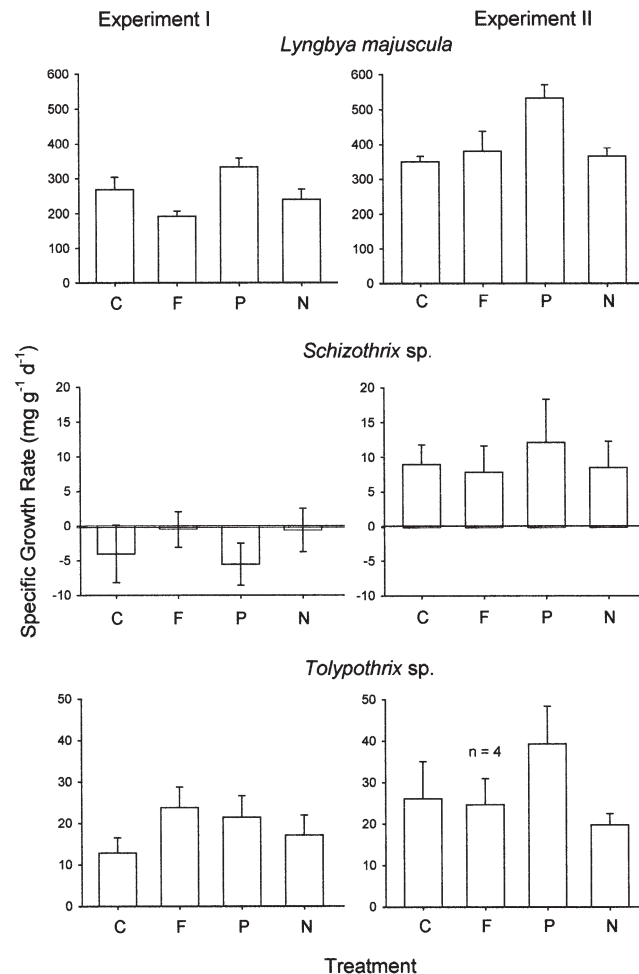 Experiment I
Experiment II
Lyngbya majuscula
600
500
400
300
200
100
0
C F P N
600
500
400
300
200
100
0
C F P N
Specific Growth Rate (mg g⁻¹ d⁻¹)
Schizothrix sp.
20
15
10
5
0
-5
-10
C F P N
20
15
10
5
0
-5
-10
C F P N
Tolypothrix sp.
50
40
30
20
10
0
C F P N
50
40
30
20
10
0
n = 4
C F P N
Treatment